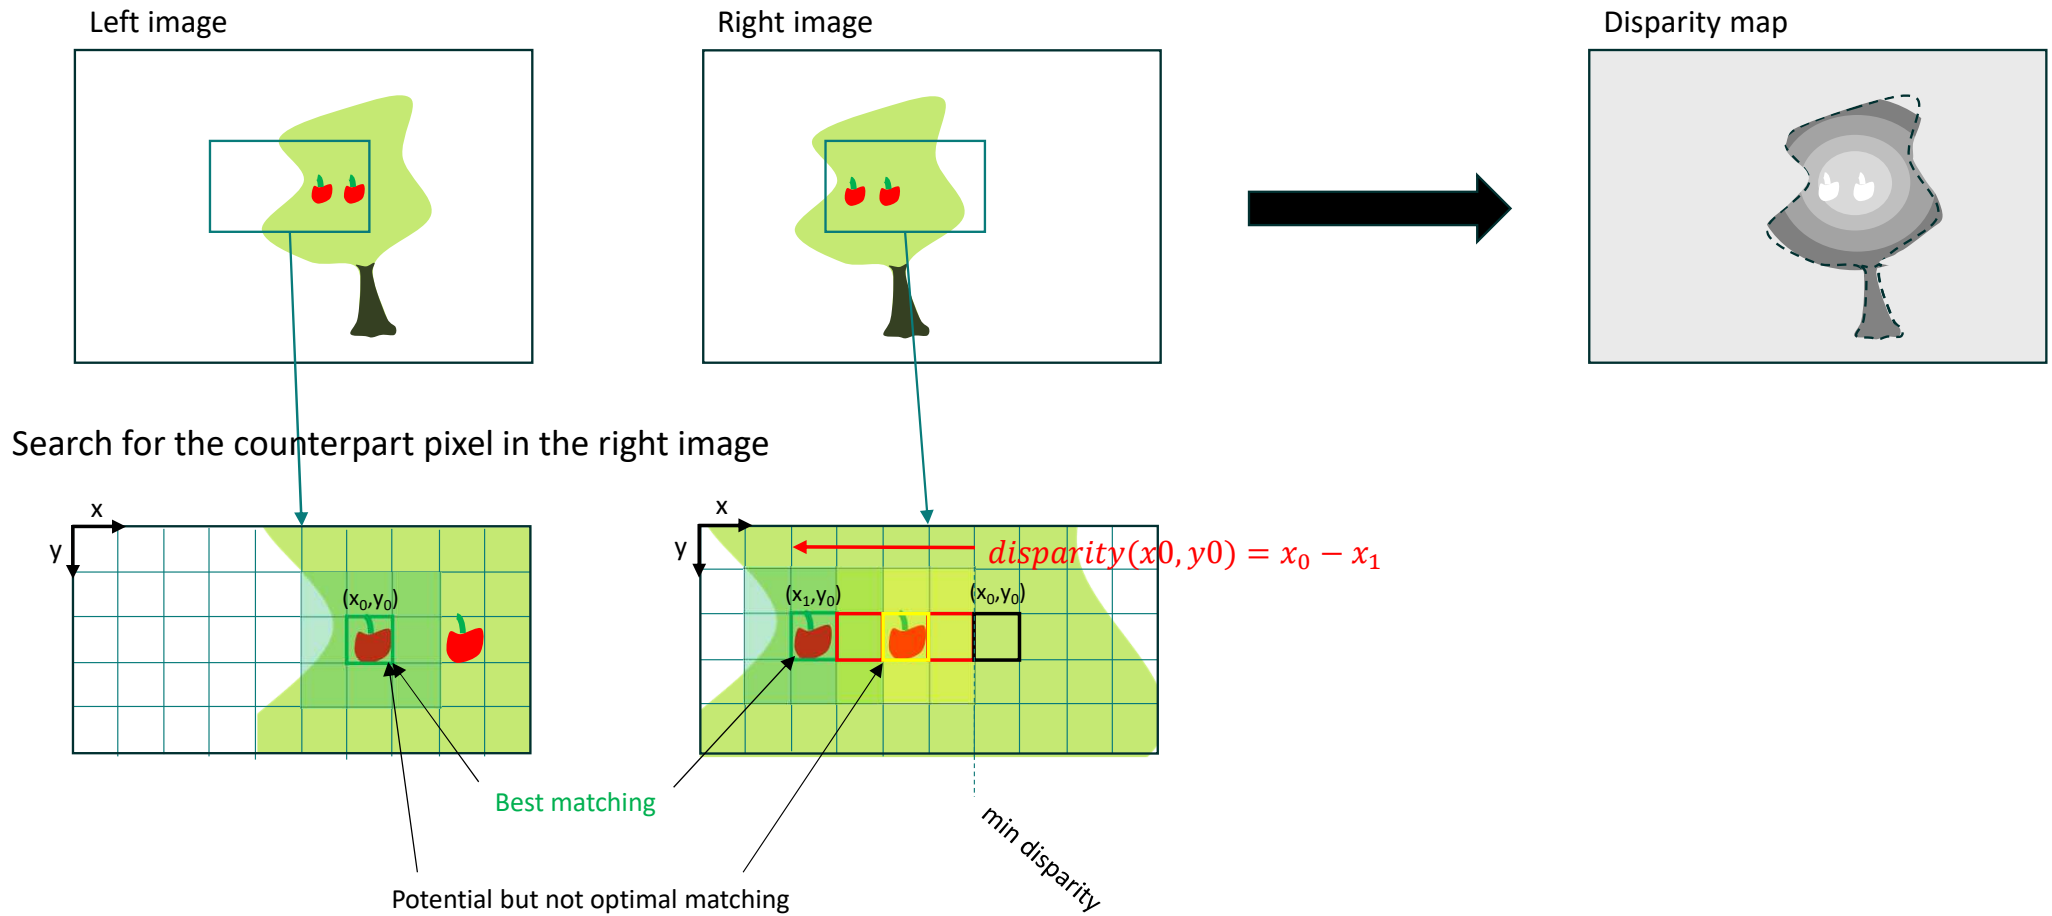 Left image
Right image
Disparity map
Search for the counterpart pixel in the right image
x
y
(x₀,y₀)
x
y
disparity(x0, y0) = x₀ − x₁
(x₁,y₀)
(x₀,y₀)
Best matching
min disparity
Potential but not optimal matching